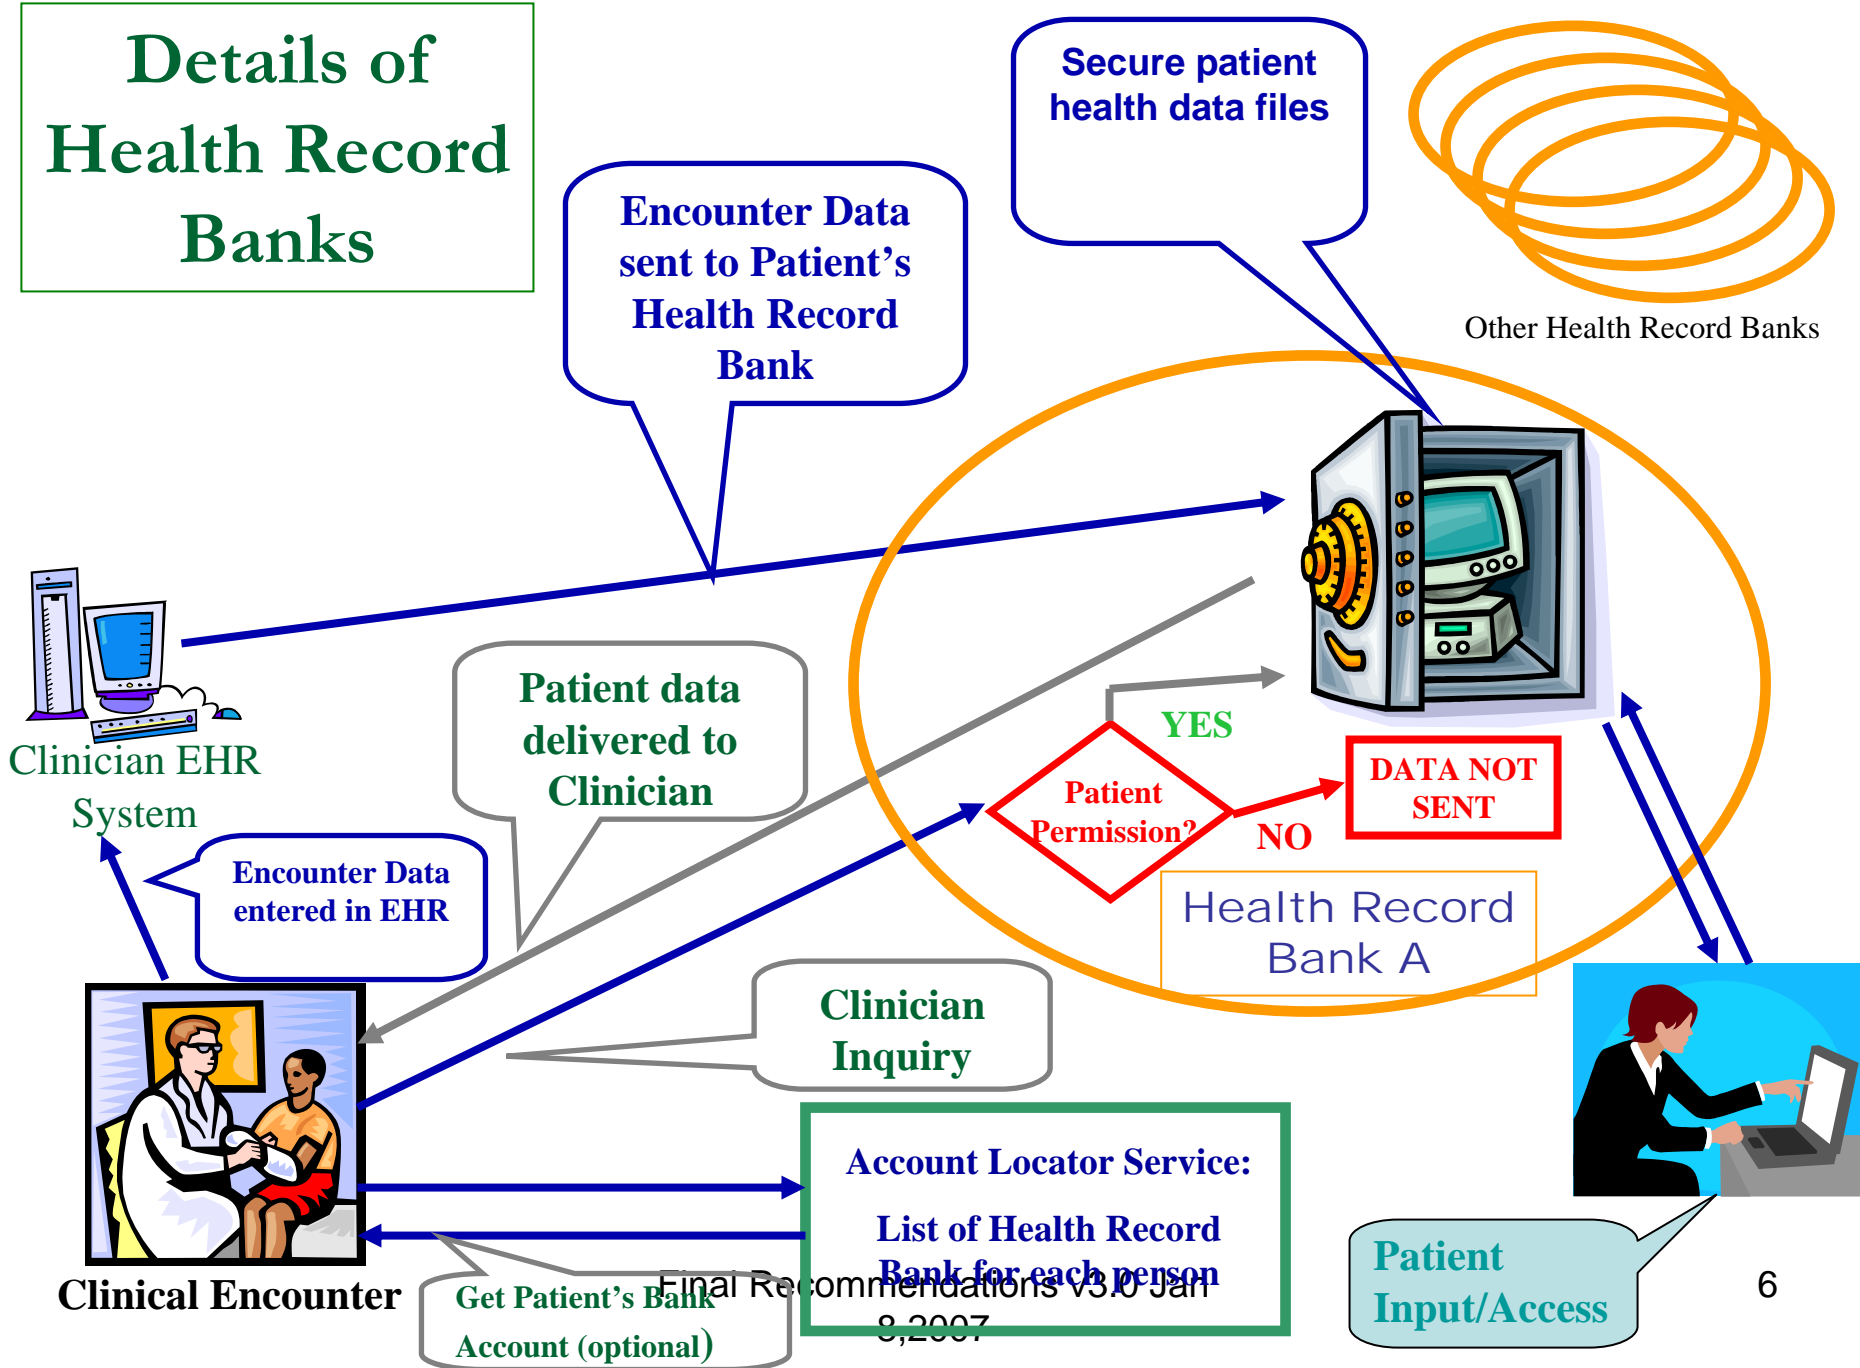 Details of
Health Record
Banks
Secure patient
health data files
Encounter Data
sent to Patient’s
Health Record
Bank
Other Health Record Banks
Clinician EHR
System
Patient data
delivered to
Clinician
YES
Patient
Permission?
NO
DATA NOT
SENT
Health Record
Bank A
Encounter Data
entered in EHR
Clinician
Inquiry
Account Locator Service:
List of Health Record
Bank for each person
Clinical Encounter
Get Patient’s Bank
Account (optional)
Final Recommendations v3.0 Jan
8,2007
Patient
Input/Access
6